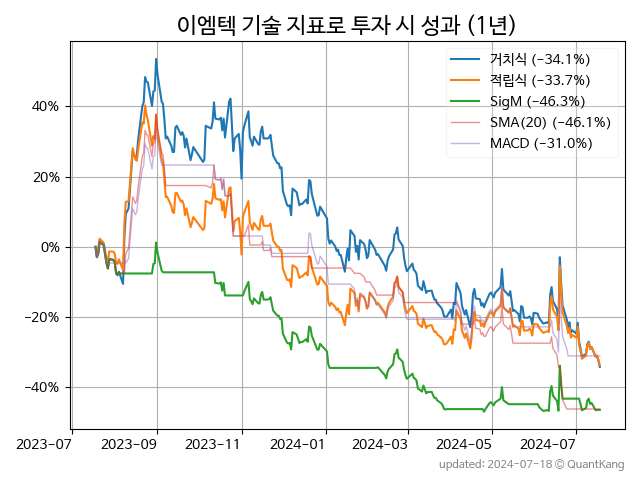 이엠텍 기술 지표로 투자 시 성과 (1년)
거치식 (−34.1%)
적립식 (−33.7%)
SigM (−46.3%)
SMA(20) (−46.1%)
MACD (−31.0%)
40%
20%
0%
−20%
−40%
2023-07 2023-09 2023-11 2024-01 2024-03 2024-05 2024-07
updated: 2024-07-18 © QuantKang